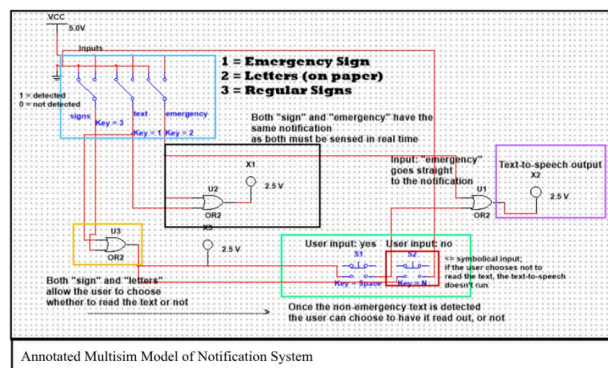 VCC
5.0V
Inputs
1 = Emergency Sign
2 = Letters (on paper)
3 = Regular Signs
1 = detected
0 = not detected
signs
text
emergency
Key = 3
Key = 1
Key = 2
Both "sign" and "emergency" have the
same notification
as both must be sensed in real time
Input: "emergency"
goes straight
to the notification
Text-to-speech output
X2
2.5 V
U1
OR2
X1
2.5 V
U2
OR2
X3
2.5 V
U3
OR2
User input: yes
User input: no
S1
S2
Key = Space
Key = N
<= symbolical input;
if the user chooses not to
read the text, the text-to-speech
doesn't run
Both "sign" and "letters"
allow the user to choose
whether to read the text or not
Once the non-emergency text is detected
the user can choose to have it read out, or not
Annotated Multisim Model of Notification System